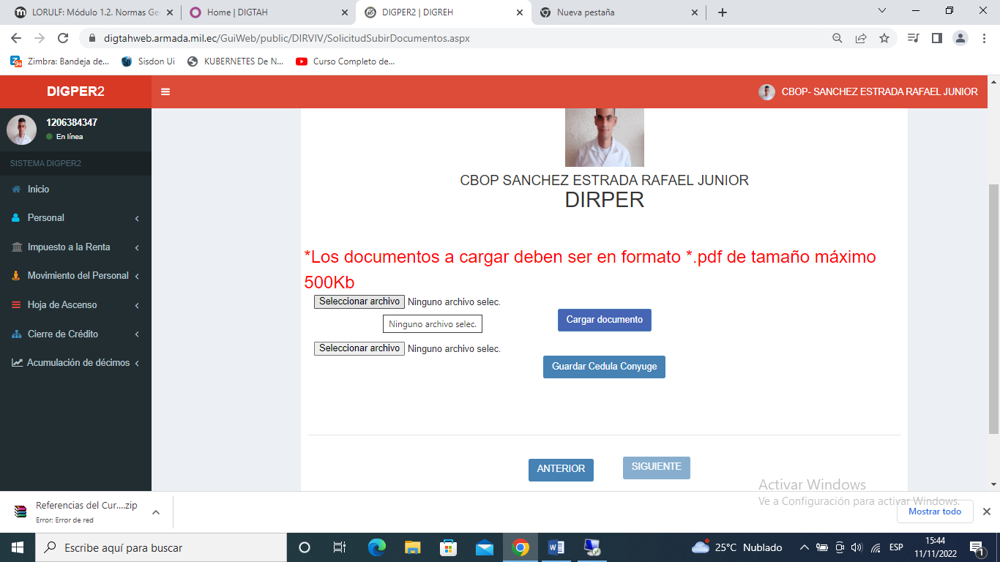 LORULF: Módulo 1.2. Normas Ge
Home | DIGTAH
DIGPER2 | DIGREH
Nueva pestaña
digtahweb.armada.mil.ec/GuiWeb/public/DIRVIV/SolicitudSubirDocumentos.aspx
Zimbra: Bandeja de...
Sisdon Ui
KUBERNETES De N...
Curso Completo de...
DIGPER2
CBOP- SANCHEZ ESTRADA RAFAEL JUNIOR
1206384347
En línea
SISTEMA DIGPER2
Inicio
Personal
Impuesto a la Renta
Movimiento del Personal
Hoja de Ascenso
Cierre de Crédito
Acumulación de décimos
CBOP SANCHEZ ESTRADA RAFAEL JUNIOR
DIRPER
*Los documentos a cargar deben ser en formato *.pdf de tamaño máximo
500Kb
Seleccionar archivo Ninguno archivo selec.
Ninguno archivo selec.
Cargar documento
Seleccionar archivo Ninguno archivo selec.
Guardar Cedula Conyuge
ANTERIOR
SIGUIENTE
Activar Windows
Ve a Configuración para activar Windows.
Referencias del Cur....zip
Error: Error de red
Mostrar todo
Escribe aquí para buscar
25°C Nublado
ESP
15:44
11/11/2022
1